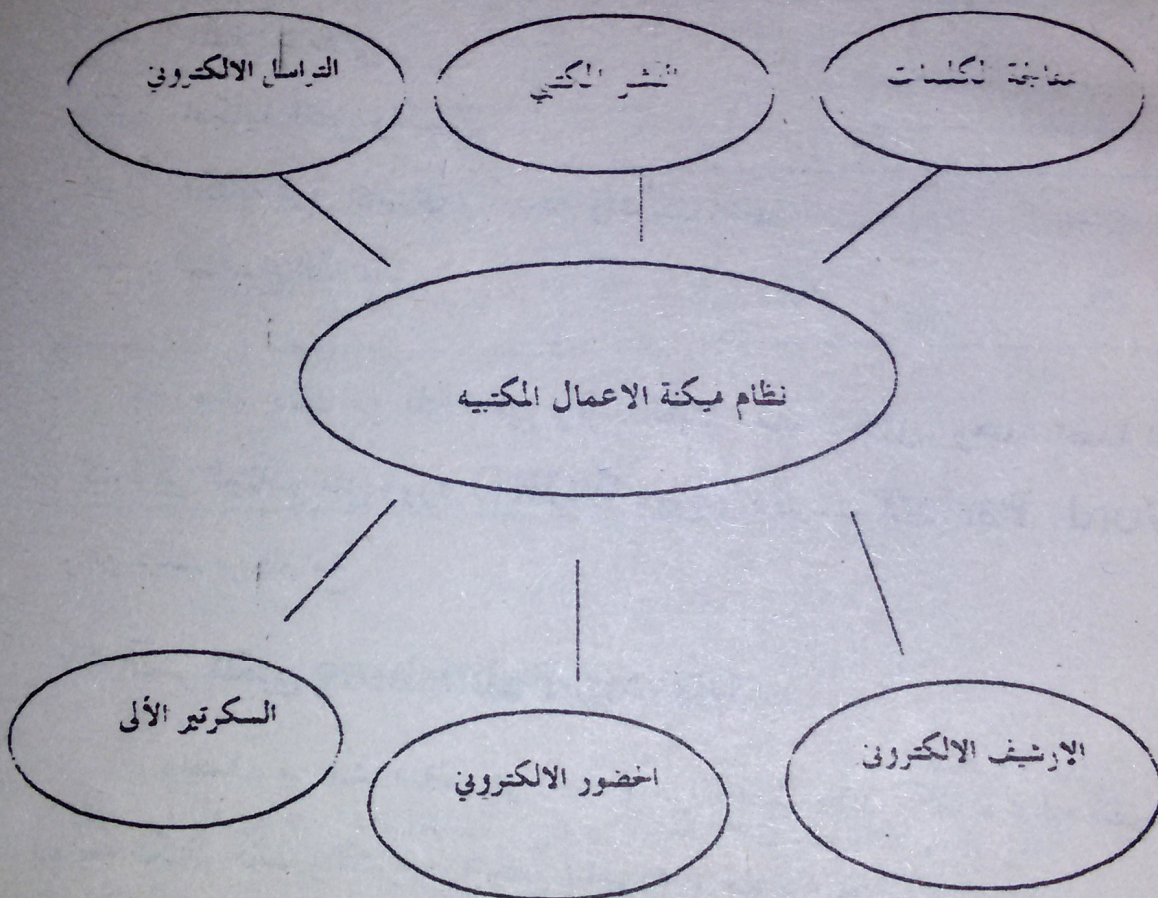 معالجة الكلمات
النشر المكتبي
التراسل الالكتروني
نظام ميكنة الاعمال المكتبيه
الارشيف الالكترونى
الحضور الالكتروني
السكرتير الألى